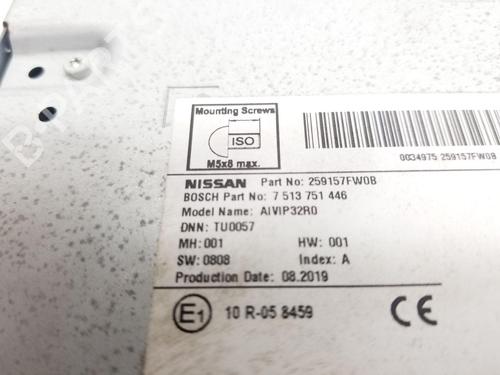 Mounting Screws
ISO
M5x8 max.
0034975 259157FW0B
NISSAN Part No: 259157FW0B
BOSCH Part No: 7 513 751 446
Model Name: AIVIP32R0
DNN: TU0057
MH: 001 HW: 001
SW: 0808 Index: A
Production Date: 08.2019
E1 10 R-05 8459 CE